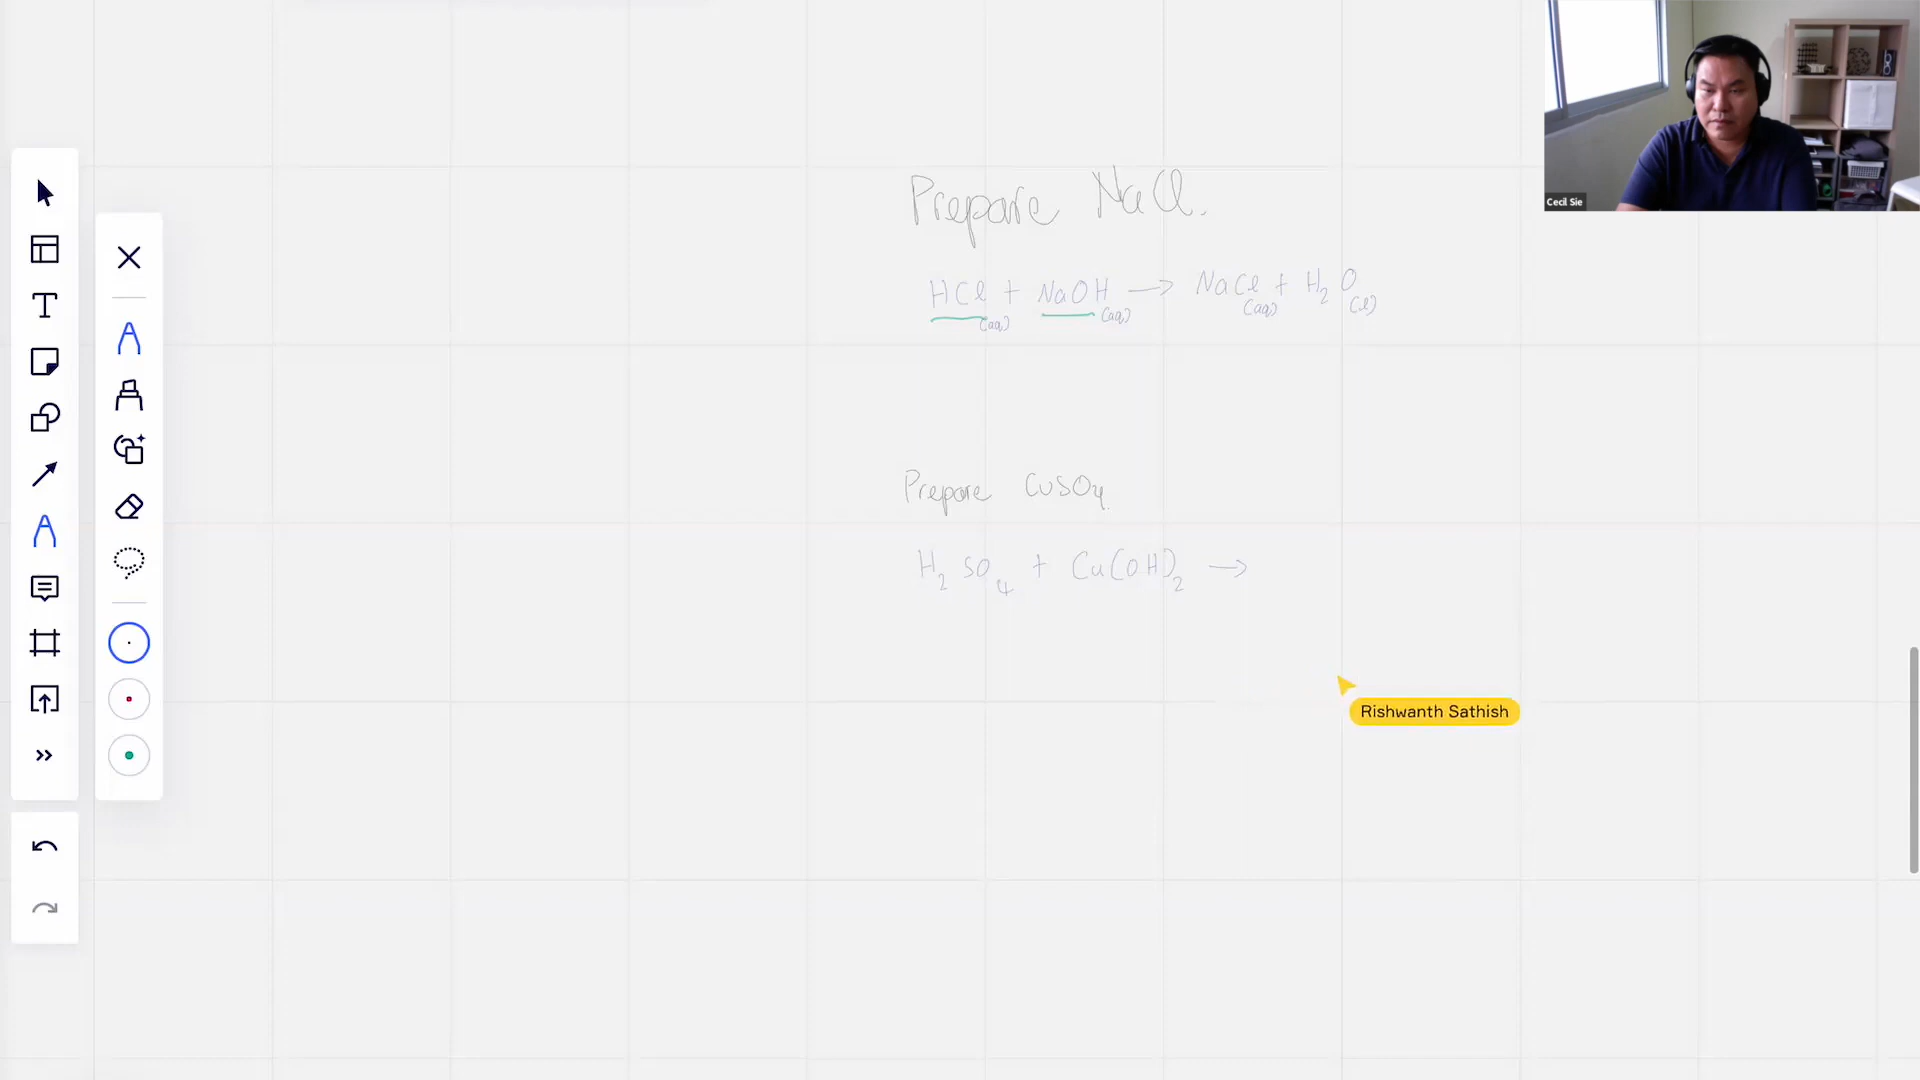 Cecil Sie
Prepare NaCl.
HCl(aq) + NaOH(aq) → NaCl(aq) + H2O(l)
Prepare CuSO4.
H2SO4 + Cu(OH)2 →
Rishwanth Sathish